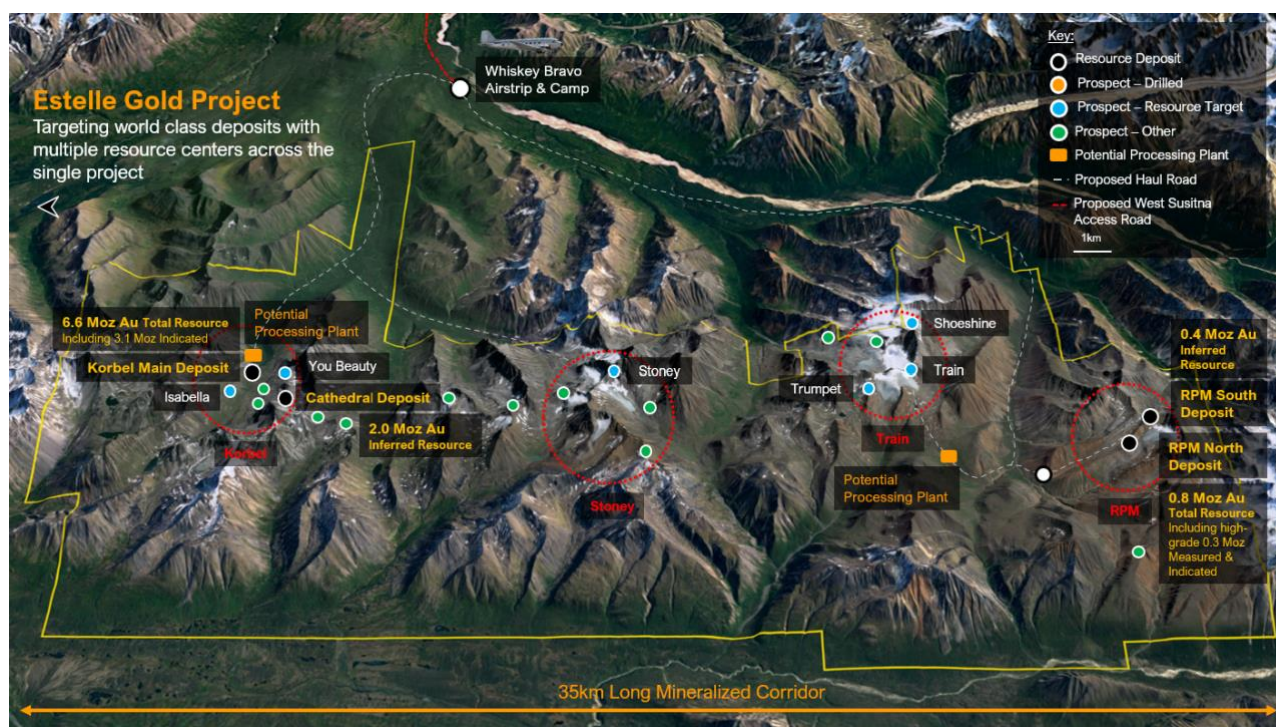 Estelle Gold Project
Targeting world class deposits with
multiple resource centers across the
single project
Whiskey Bravo
Airstrip & Camp
Key:
Resource Deposit
Prospect – Drilled
Prospect – Resource Target
Prospect – Other
Potential Processing Plant
Proposed Haul Road
Proposed West Susitna
Access Road
1km
6.6 Moz Au Total Resource
Including 3.1 Moz Indicated
Potential
Processing Plant
Korbel Main Deposit
You Beauty
Isabella
Cathedral Deposit
2.0 Moz Au
Inferred Resource
Korbel
Stoney
Stoney
Shoeshine
Train
Trumpet
Train
Potential
Processing Plant
0.4 Moz Au
Inferred
Resource
RPM South
Deposit
RPM North
Deposit
RPM
0.8 Moz Au
Total Resource
Including high-
grade 0.3 Moz
Measured &
Indicated
35km Long Mineralized Corridor